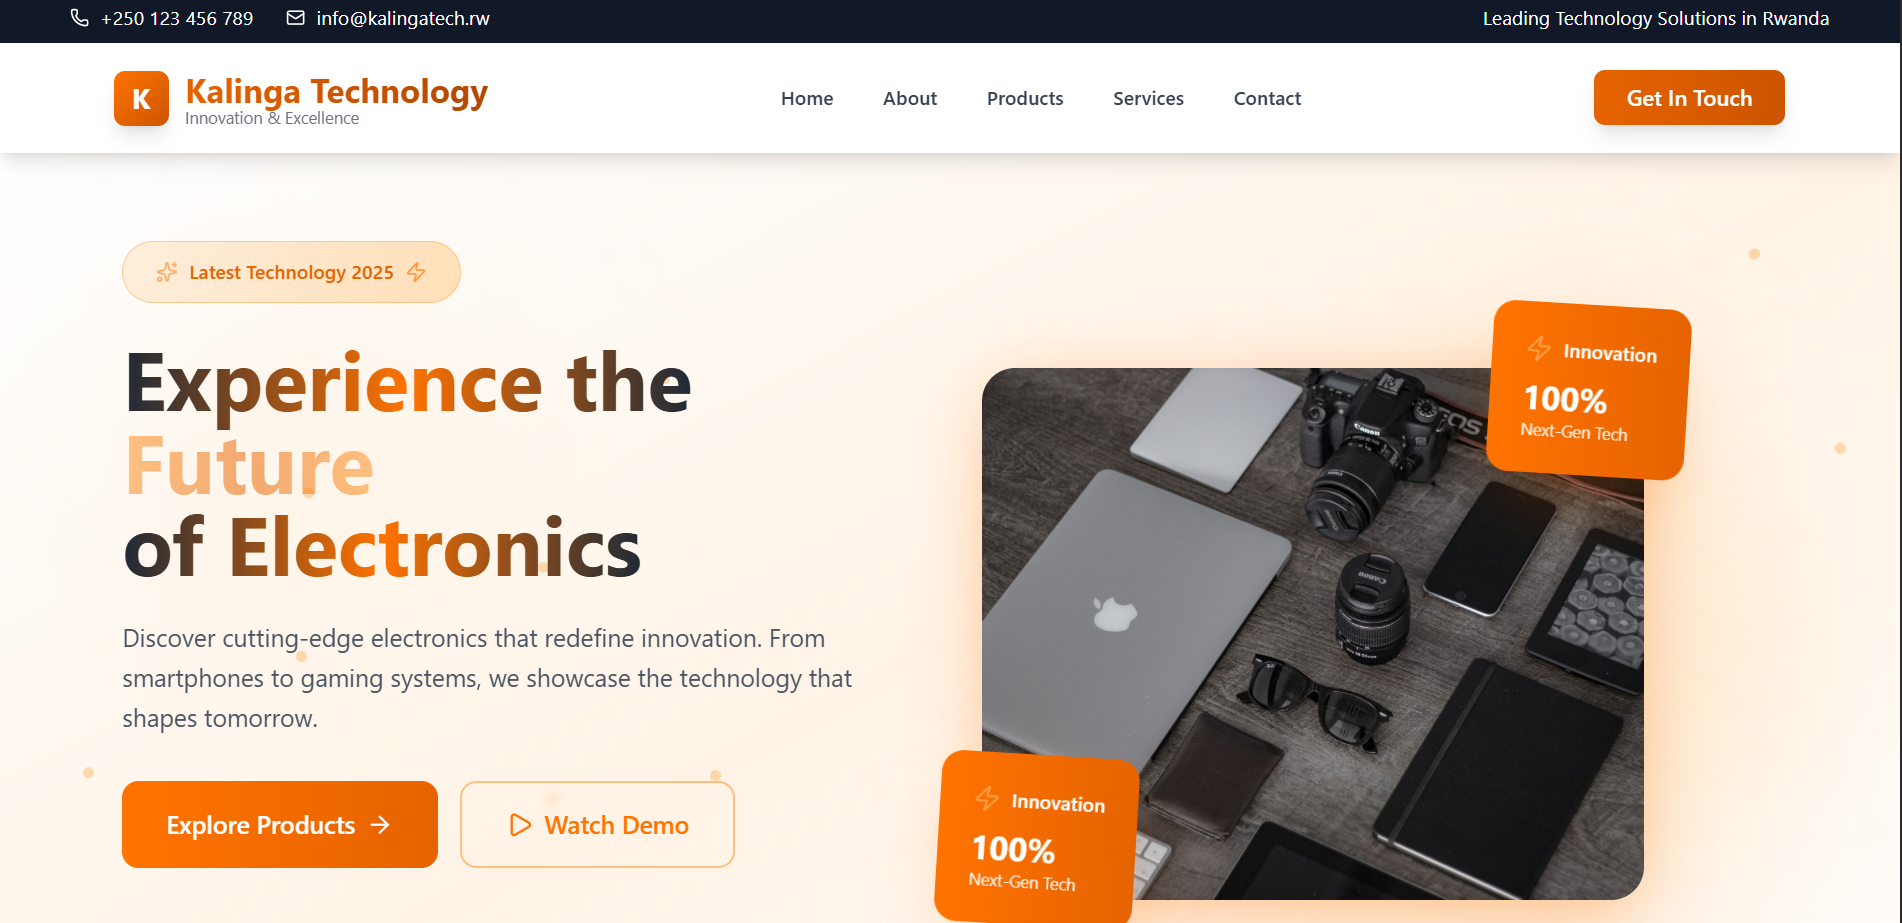 +250 123 456 789
info@kalingatech.rw
Leading Technology Solutions in Rwanda
K
Kalinga Technology
Innovation & Excellence
Home
About
Products
Services
Contact
Get In Touch
Latest Technology 2025
Experience the
Future
of Electronics
Discover cutting-edge electronics that redefine innovation. From
smartphones to gaming systems, we showcase the technology that
shapes tomorrow.
Explore Products
Watch Demo
Innovation
100%
Next-Gen Tech
Canon
EOS
Canon
Innovation
100%
Next-Gen Tech